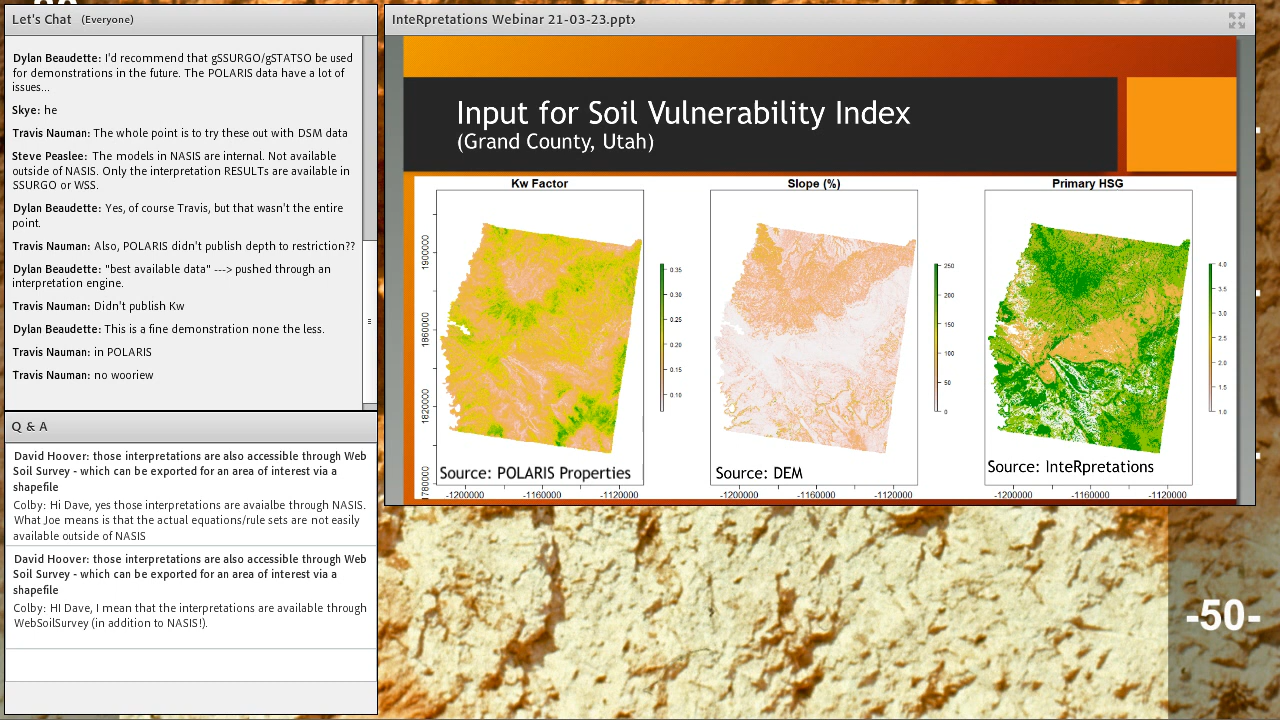 Let's Chat (Everyone)
Dylan Beaudette: I'd recommend that gSSURGO/gSTATSO be used
for demonstrations in the future. The POLARIS data have a lot of
issues...
Skye: he
Travis Nauman: The whole point is to try these out with DSM data
Steve Peaslee: The models in NASIS are internal. Not available
outside of NASIS. Only the interpretation RESULTs are available in
SSURGO or WSS.
Dylan Beaudette: Yes, of course Travis, but that wasn't the entire
point.
Travis Nauman: Also, POLARIS didn't publish depth to restriction??
Dylan Beaudette: "best available data" ---> pushed through an
interpretation engine.
Travis Nauman: Didn't publish Kw
Dylan Beaudette: This is a fine demonstration none the less.
Travis Nauman: in POLARIS
Travis Nauman: no wooriew
Q & A
David Hoover: those interpretations are also accessible through Web
Soil Survey - which can be exported for an area of interest via a
shapefile
Colby: Hi Dave, yes those interpretations are avaialbe through NASIS.
What Joe means is that the actual equations/rule sets are not easily
available outside of NASIS
David Hoover: those interpretations are also accessible through Web
Soil Survey - which can be exported for an area of interest via a
shapefile
Colby: HI Dave, I mean that the interpretations are available through
WebSoilSurvey (in addition to NASIS!).
InteRpretations Webinar 21-03-23.ppt
Input for Soil Vulnerability Index
(Grand County, Utah)
Kw Factor
1900000
1860000
1820000
1780000
-1200000 -1160000 -1120000
0.35
0.30
0.25
0.20
0.15
0.10
Source: POLARIS Properties
Slope (%)
250
200
150
100
50
0
Source: DEM
-1200000 -1160000 -1120000
Primary HSG
4.0
3.5
3.0
2.5
2.0
1.5
1.0
Source: InteRpretations
-1200000 -1160000 -1120000
-50-